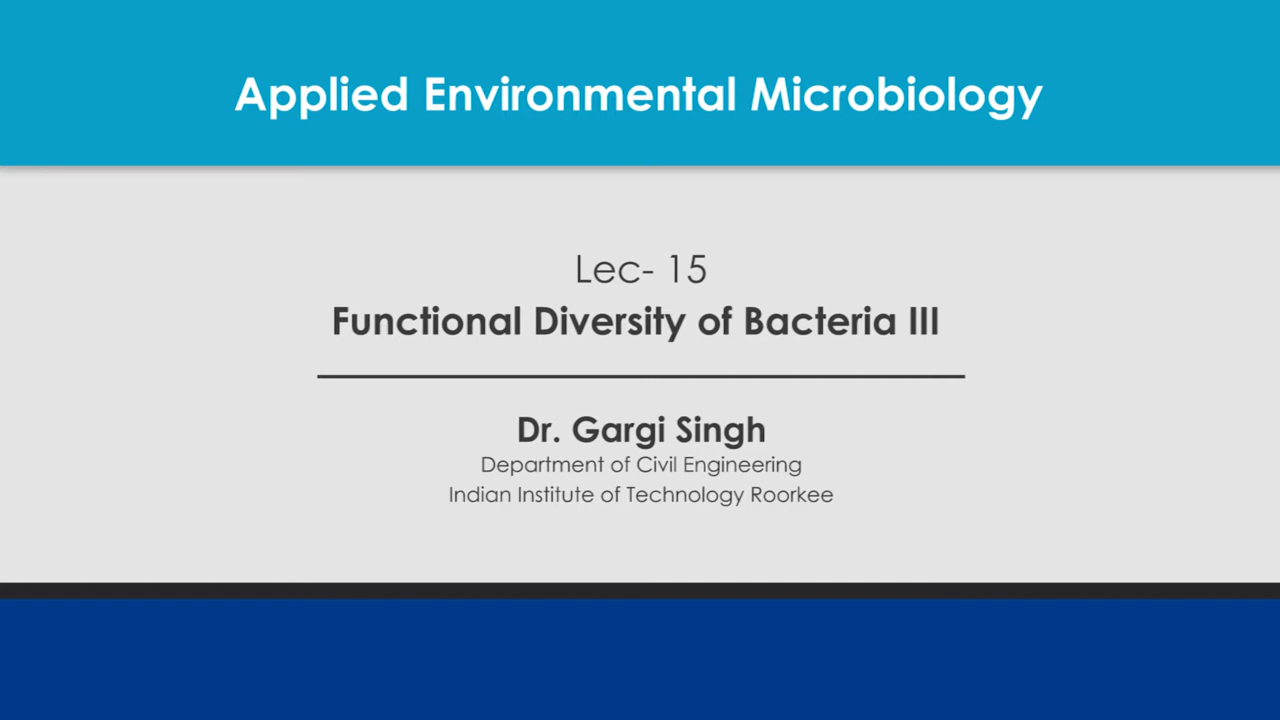 Applied Environmental Microbiology
Lec- 15
Functional Diversity of Bacteria III
Dr. Gargi Singh
Department of Civil Engineering
Indian Institute of Technology Roorkee